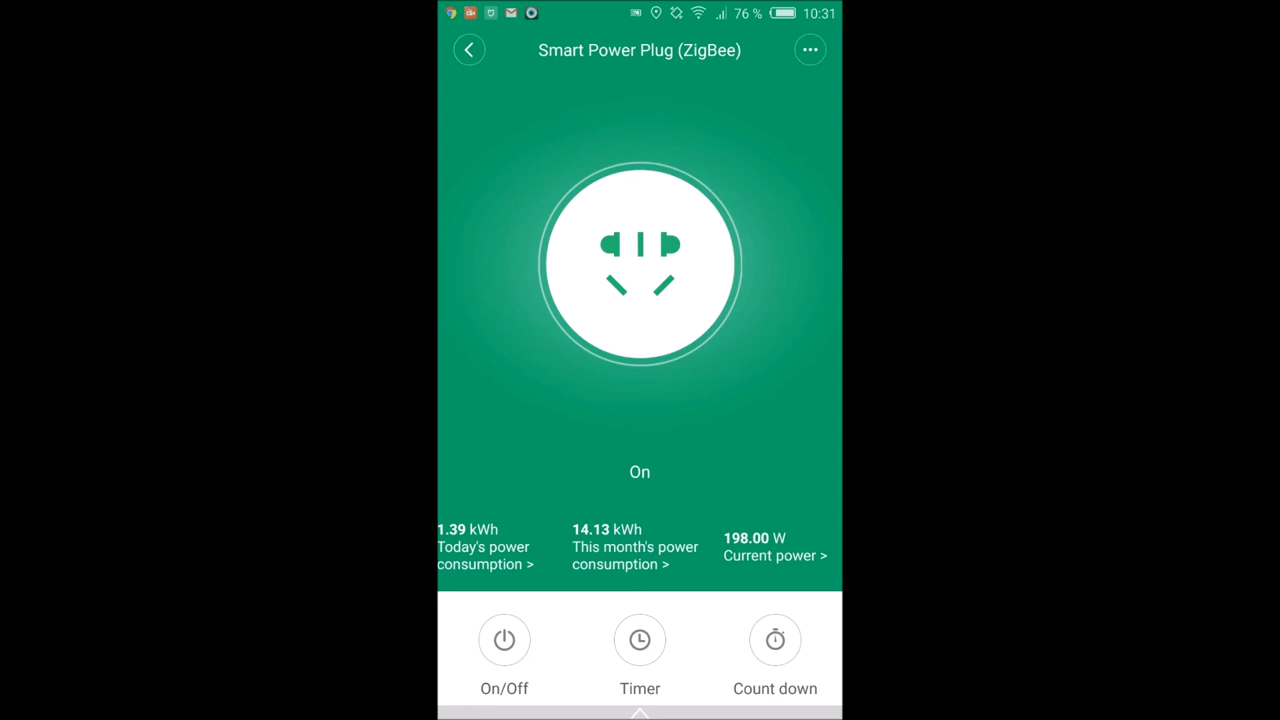 76 % 10:31
Smart Power Plug (ZigBee)
On
1.39 kWh
Today's power
consumption >
14.13 kWh
This month's power
consumption >
198.00 W
Current power >
On/Off
Timer
Count down